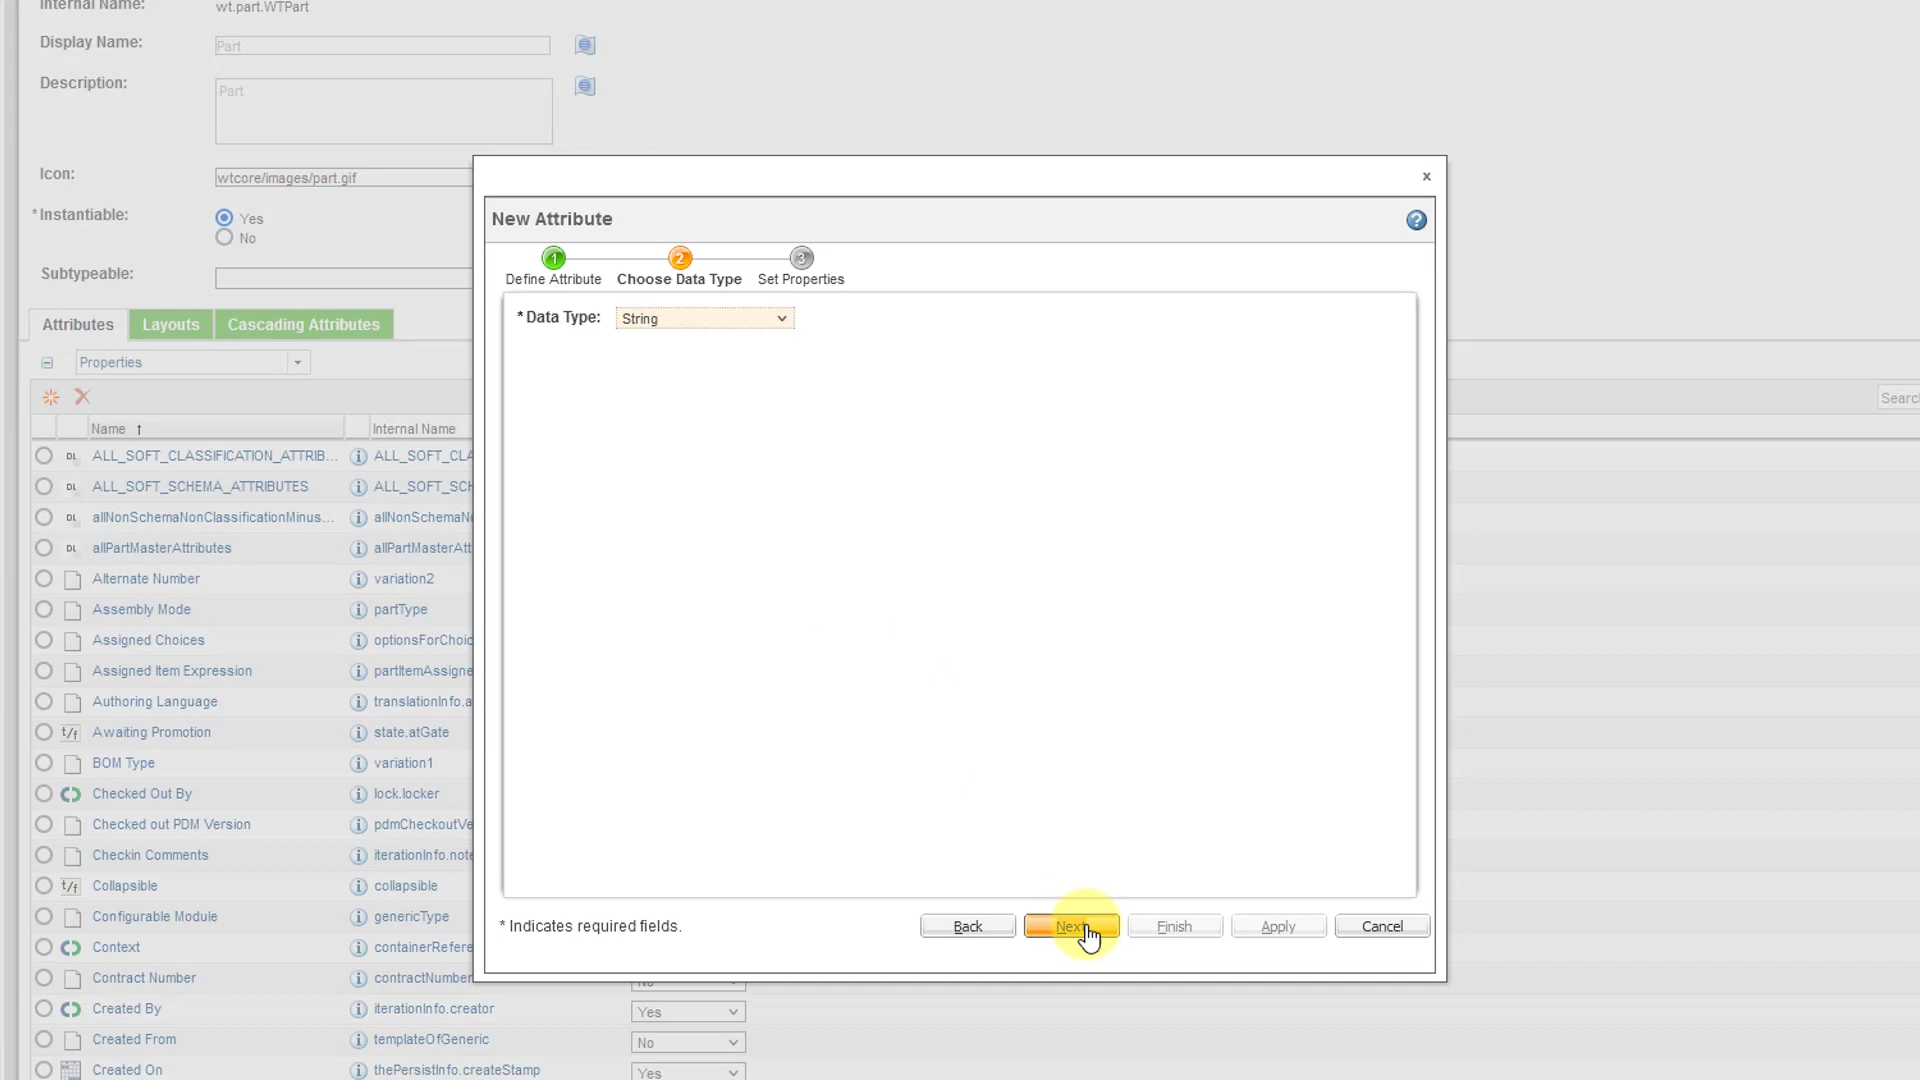 Internal Name:
wt.part.WTPart
Display Name:
Part
Description:
Part
Icon:
wtcore/images/part.gif
* Instantiable:
Yes
No
Subtypeable:
Attributes Layouts Cascading Attributes
Properties
Name ↑ Internal Name
ALL_SOFT_CLASSIFICATION_ATTRIB... ALL_SOFT_CLA
ALL_SOFT_SCHEMA_ATTRIBUTES ALL_SOFT_SCH
allNonSchemaNonClassificationMinus... allNonSchemaN
allPartMasterAttributes allPartMasterAtt
Alternate Number variation2
Assembly Mode partType
Assigned Choices optionsForChoic
Assigned Item Expression partItemAssigne
Authoring Language translationInfo.a
Awaiting Promotion state.atGate
BOM Type variation1
Checked Out By lock.locker
Checked out PDM Version pdmCheckoutVe
Checkin Comments iterationInfo.note
Collapsible collapsible
Configurable Module genericType
Context containerRefere
Contract Number contractNumber
No
Created By iterationInfo.creator Yes
Created From templateOfGeneric No
Created On thePersistInfo.createStamp Yes
Searc
x
New Attribute
?
1 2 3
Define Attribute Choose Data Type Set Properties
* Data Type: String
* Indicates required fields.
Back Next Finish Apply Cancel